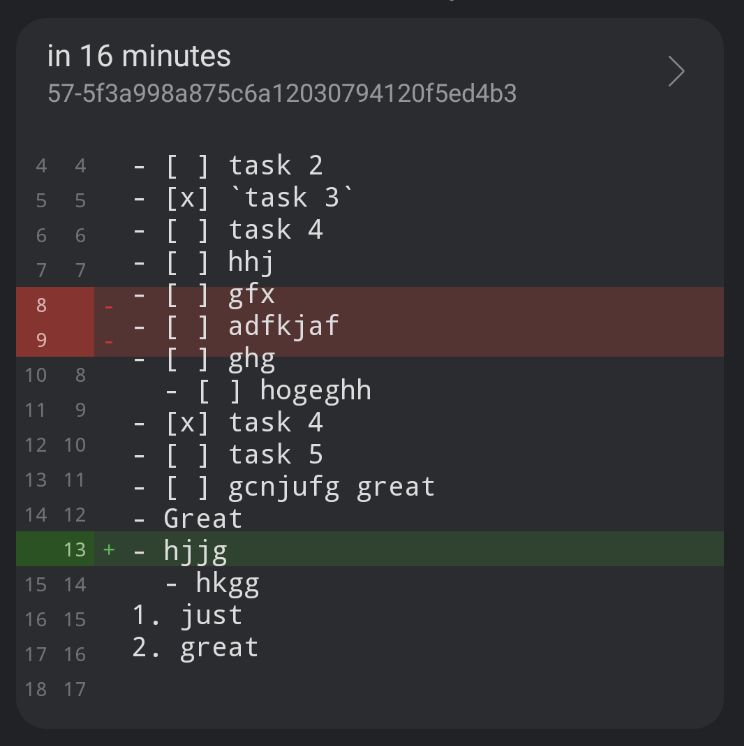 in 16 minutes
57-5f3a998a875c6a12030794120f5ed4b3
4 4 - [ ] task 2
5 5 - [x] `task 3`
6 6 - [ ] task 4
7 7 - [ ] hhj
8 - - [ ] gfx
9 - - [ ] adfkjaf
- [ ] ghg
10 8 - [ ] hogeghh
11 9 - [x] task 4
12 10 - [ ] task 5
13 11 - [ ] gcnjufg great
14 12 - Great
13 + - hjjg
15 14 - hkgg
16 15 1. just
17 16 2. great
18 17